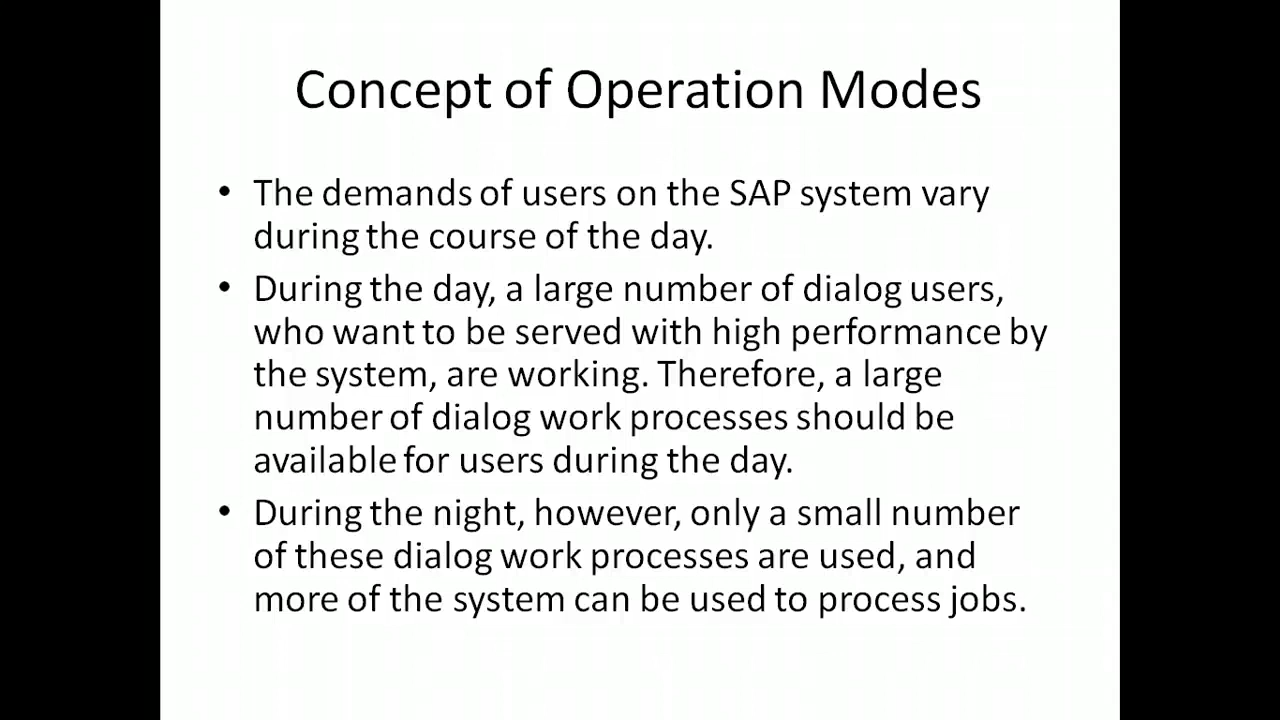 Concept of Operation Modes
• The demands of users on the SAP system vary
during the course of the day.
• During the day, a large number of dialog users,
who want to be served with high performance by
the system, are working. Therefore, a large
number of dialog work processes should be
available for users during the day.
• During the night, however, only a small number
of these dialog work processes are used, and
more of the system can be used to process jobs.